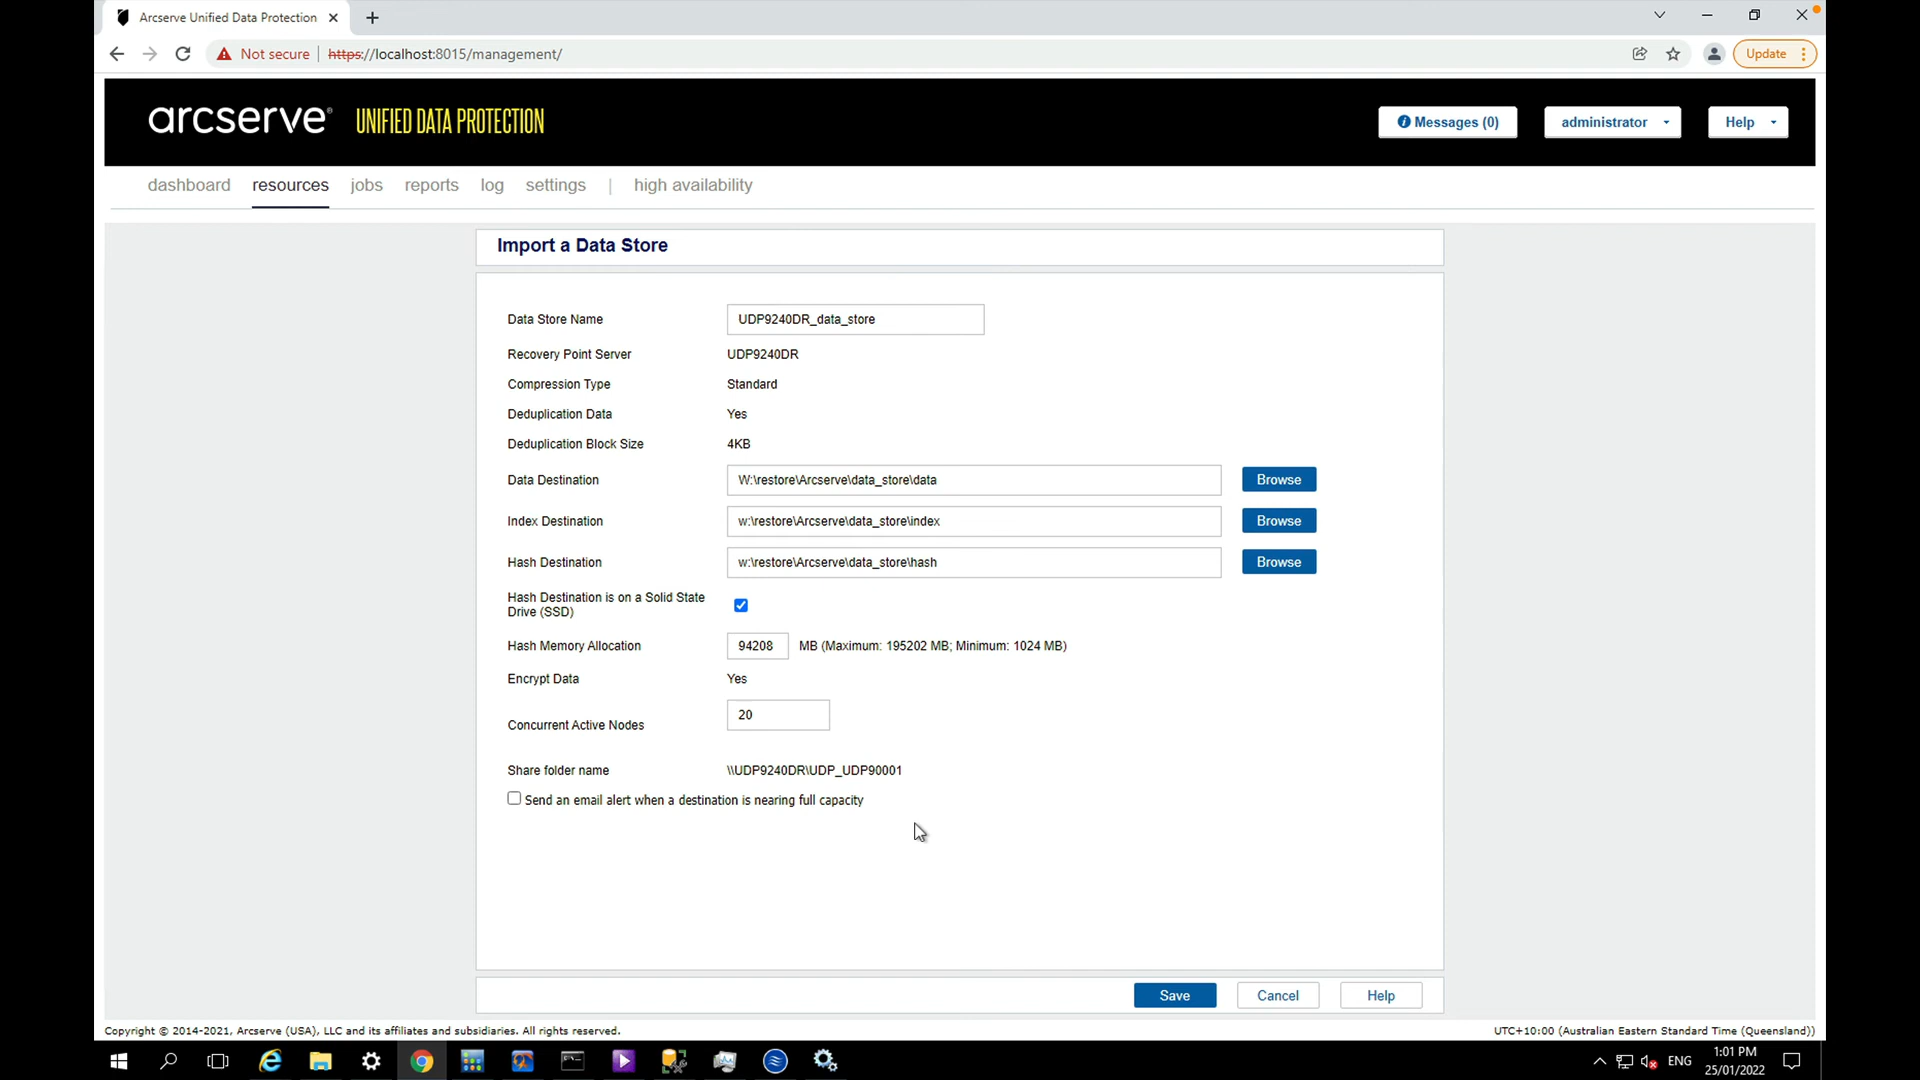 Arcserve Unified Data Protection
Not secure | https://localhost:8015/management/
Update
arcserve® UNIFIED DATA PROTECTION
Messages (0)
administrator
Help
dashboard resources jobs reports log settings | high availability
Import a Data Store
Data Store Name UDP9240DR_data_store
Recovery Point Server UDP9240DR
Compression Type Standard
Deduplication Data Yes
Deduplication Block Size 4KB
Data Destination W:\restore\Arcserve\data_store\data Browse
Index Destination w:\restore\Arcserve\data_store\index Browse
Hash Destination w:\restore\Arcserve\data_store\hash Browse
Hash Destination is on a Solid State
Drive (SSD)
Hash Memory Allocation 94208 MB (Maximum: 195202 MB; Minimum: 1024 MB)
Encrypt Data Yes
Concurrent Active Nodes 20
Share folder name \\UDP9240DR\UDP_UDP90001
Send an email alert when a destination is nearing full capacity
Save Cancel Help
Copyright © 2014-2021, Arcserve (USA), LLC and its affiliates and subsidiaries. All rights reserved.
UTC+10:00 (Australian Eastern Standard Time (Queensland))
ENG
1:01 PM
25/01/2022